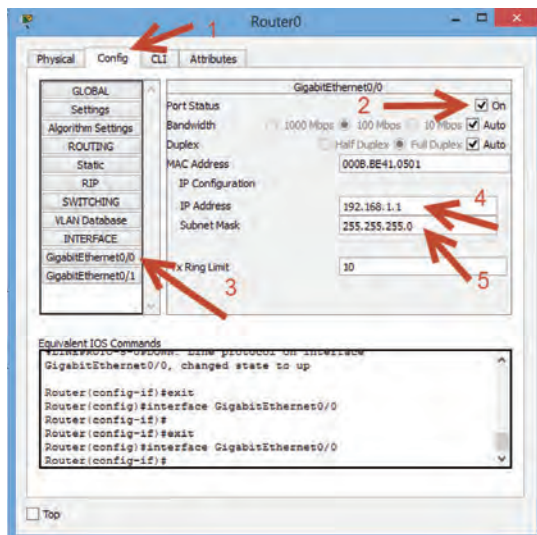 Router0
1
Physical Config CLI Attributes
GLOBAL
Settings
Algorithm Settings
ROUTING
Static
RIP
SWITCHING
VLAN Database
INTERFACE
GigabitEthernet0/0
GigabitEthernet0/1
3
GigabitEthernet0/0
Port Status 2 On
Bandwidth 1000 Mbps 100 Mbps 10 Mbps Auto
Duplex Half Duplex Full Duplex Auto
MAC Address 000B.BE41.0501
IP Configuration
IP Address 192.168.1.1 4
Subnet Mask 255.255.255.0
5
Tx Ring Limit 10
Equivalent IOS Commands
Line protocol on Interface
GigabitEthernet0/0, changed state to up
Router(config-if)#exit
Router(config)#interface GigabitEthernet0/0
Router(config-if)#
Router(config-if)#exit
Router(config)#interface GigabitEthernet0/0
Router(config-if)#
Top